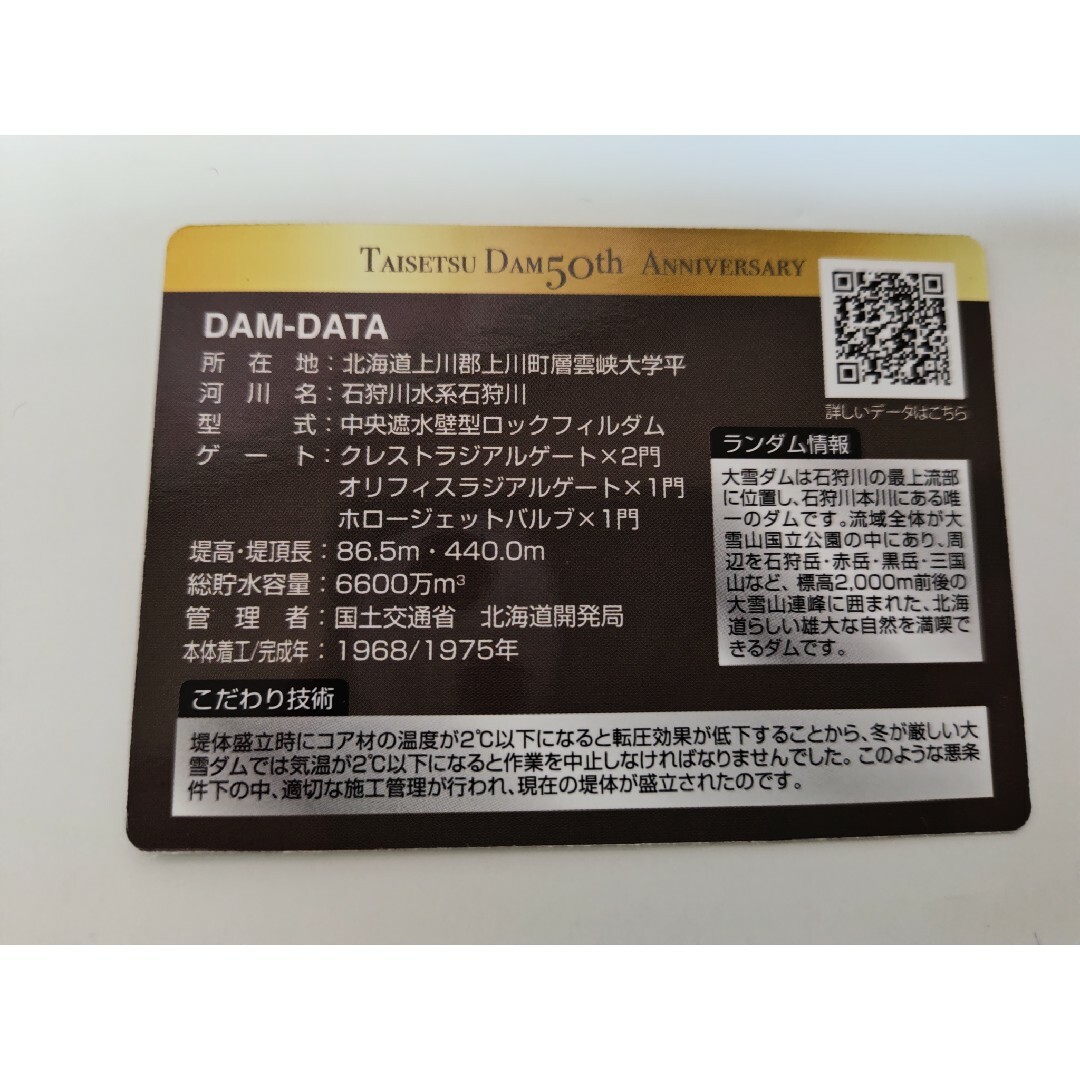 TAISETSU DAM 50th ANNIVERSARY
DAM-DATA
所在地：北海道上川郡上川町層雲峡大学平
河川名：石狩川水系石狩川
型式：中央遮水壁型ロックフィルダム
ゲート：クレストラジアルゲート×2門
オリフィスラジアルゲート×1門
ホロージェットバルブ×1門
堤高・堤頂長：86.5m・440.0m
総貯水容量：6600万m³
管理者：国土交通省 北海道開発局
本体着工/完成年：1968/1975年
詳しいデータはこちら
ランダム情報
大雪ダムは石狩川の最上流部
に位置し、石狩川本川にある唯
一のダムです。流域全体が大
雪山国立公園の中にあり、周
辺を石狩岳・赤岳・黒岳・三国
山など、標高2,000m前後の
大雪山連峰に囲まれた、北海
道らしい雄大な自然を満喫で
きるダムです。
こだわり技術
堤体盛立時にコア材の温度が2℃以下になると転圧効果が低下することから、冬が厳しい大
雪ダムでは気温が2℃以下になると作業を中止しなければなりませんでした。このような悪条
件下の中、適切な施工管理が行われ、現在の堤体が盛立されたのです。